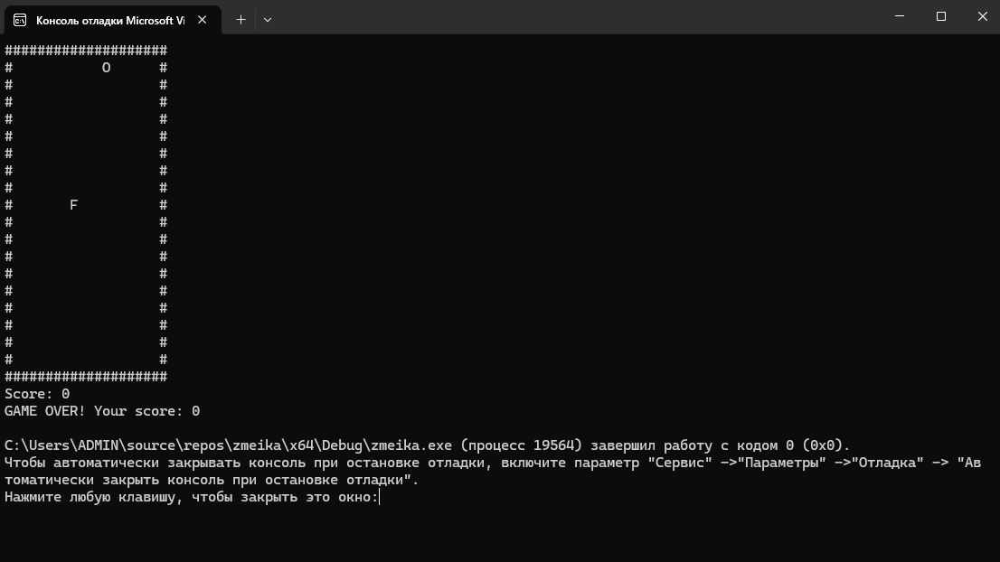 Консоль отладки Microsoft Vi
####################
#           O      #
#                  #
#                  #
#                  #
#                  #
#                  #
#                  #
#                  #
#       F          #
#                  #
#                  #
#                  #
#                  #
#                  #
#                  #
#                  #
#                  #
#                  #
####################
Score: 0
GAME OVER! Your score: 0
C:\Users\ADMIN\source\repos\zmeika\x64\Debug\zmeika.exe (процесс 19564) завершил работу с кодом 0 (0x0).
Чтобы автоматически закрывать консоль при остановке отладки, включите параметр "Сервис" ->"Параметры" ->"Отладка" -> "Ав
томатически закрыть консоль при остановке отладки".
Нажмите любую клавишу, чтобы закрыть это окно: